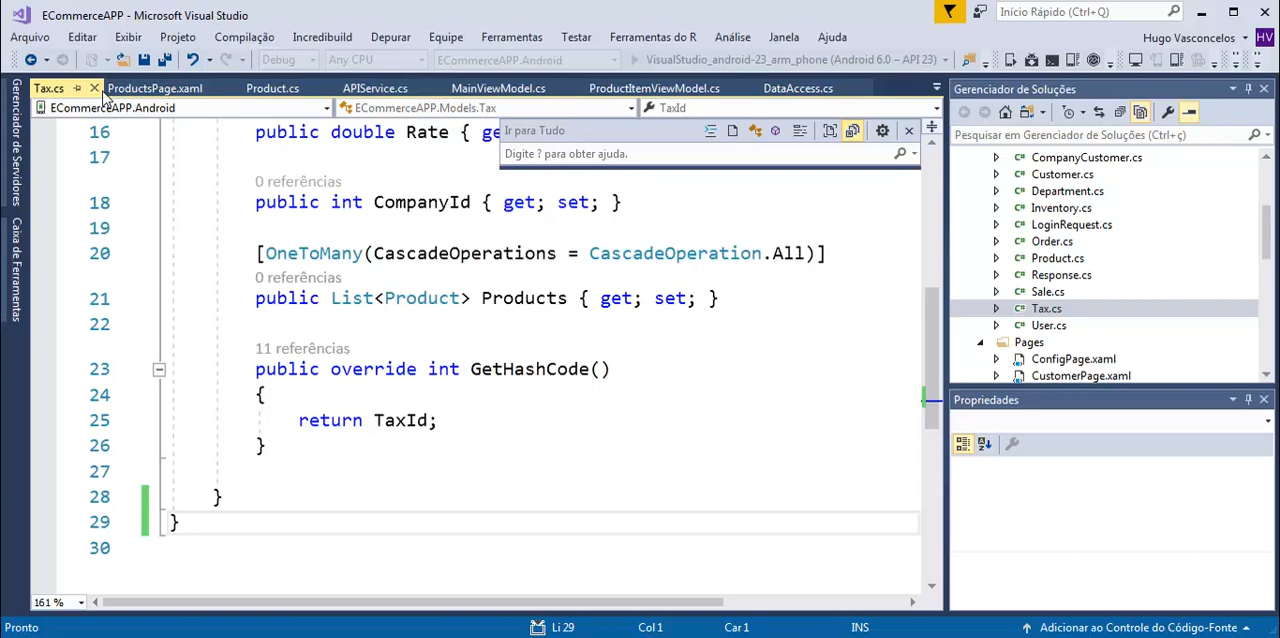 ECommerceAPP - Microsoft Visual Studio
Início Rápido (Ctrl+Q)
Arquivo Editar Exibir Projeto Compilação Incredibuild Depurar Equipe Ferramentas Testar Ferramentas do R Análise Janela Ajuda
Hugo Vasconcelos HV
Debug Any CPU ECommerceAPP.Android VisualStudio_android-23_arm_phone (Android 6.0 - API 23)
Gerenciador de Servidores
Caixa de Ferramentas
Tax.cs ProductsPage.xaml Product.cs APIService.cs MainViewModel.cs ProductItemViewModel.cs DataAccess.cs
ECommerceAPP.Android ECommerceAPP.Models.Tax TaxId
Ir para Tudo
Digite ? para obter ajuda.
16 public double Rate { ge
17
0 referências
18 public int CompanyId { get; set; }
19
20 [OneToMany(CascadeOperations = CascadeOperation.All)]
0 referências
21 public List<Product> Products { get; set; }
22
11 referências
23 public override int GetHashCode()
24 {
25 return TaxId;
26 }
27
28 }
29 }
30
161 %
Gerenciador de Soluções
Pesquisar em Gerenciador de Soluções (Ctrl+ç)
C# CompanyCustomer.cs
C# Customer.cs
C# Department.cs
C# Inventory.cs
C# LoginRequest.cs
C# Order.cs
C# Product.cs
C# Response.cs
C# Sale.cs
C# Tax.cs
C# User.cs
Pages
ConfigPage.xaml
CustomerPage.xaml
Propriedades
Pronto Li 29 Col 1 Car 1 INS Adicionar ao Controle do Código-Fonte